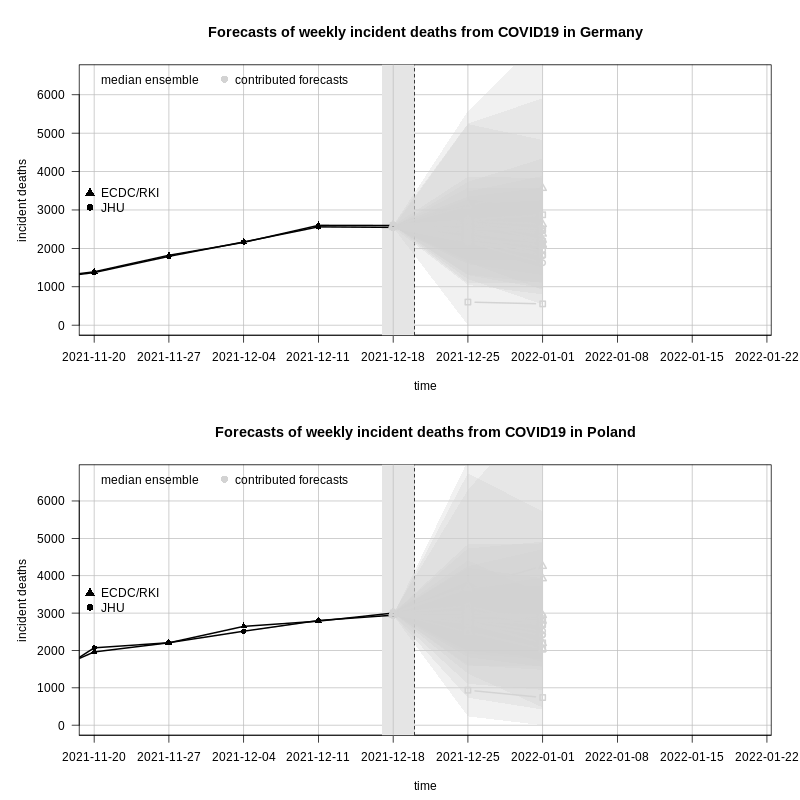 Forecasts of weekly incident deaths from COVID19 in Germany
median ensemble contributed forecasts
6000
5000
4000
3000
2000
1000
0
incident deaths
ECDC/RKI
JHU
2021-11-20 2021-11-27 2021-12-04 2021-12-11 2021-12-18 2021-12-25 2022-01-01 2022-01-08 2022-01-15 2022-01-22
time
Forecasts of weekly incident deaths from COVID19 in Poland
median ensemble contributed forecasts
6000
5000
4000
3000
2000
1000
0
incident deaths
ECDC/RKI
JHU
2021-11-20 2021-11-27 2021-12-04 2021-12-11 2021-12-18 2021-12-25 2022-01-01 2022-01-08 2022-01-15 2022-01-22
time